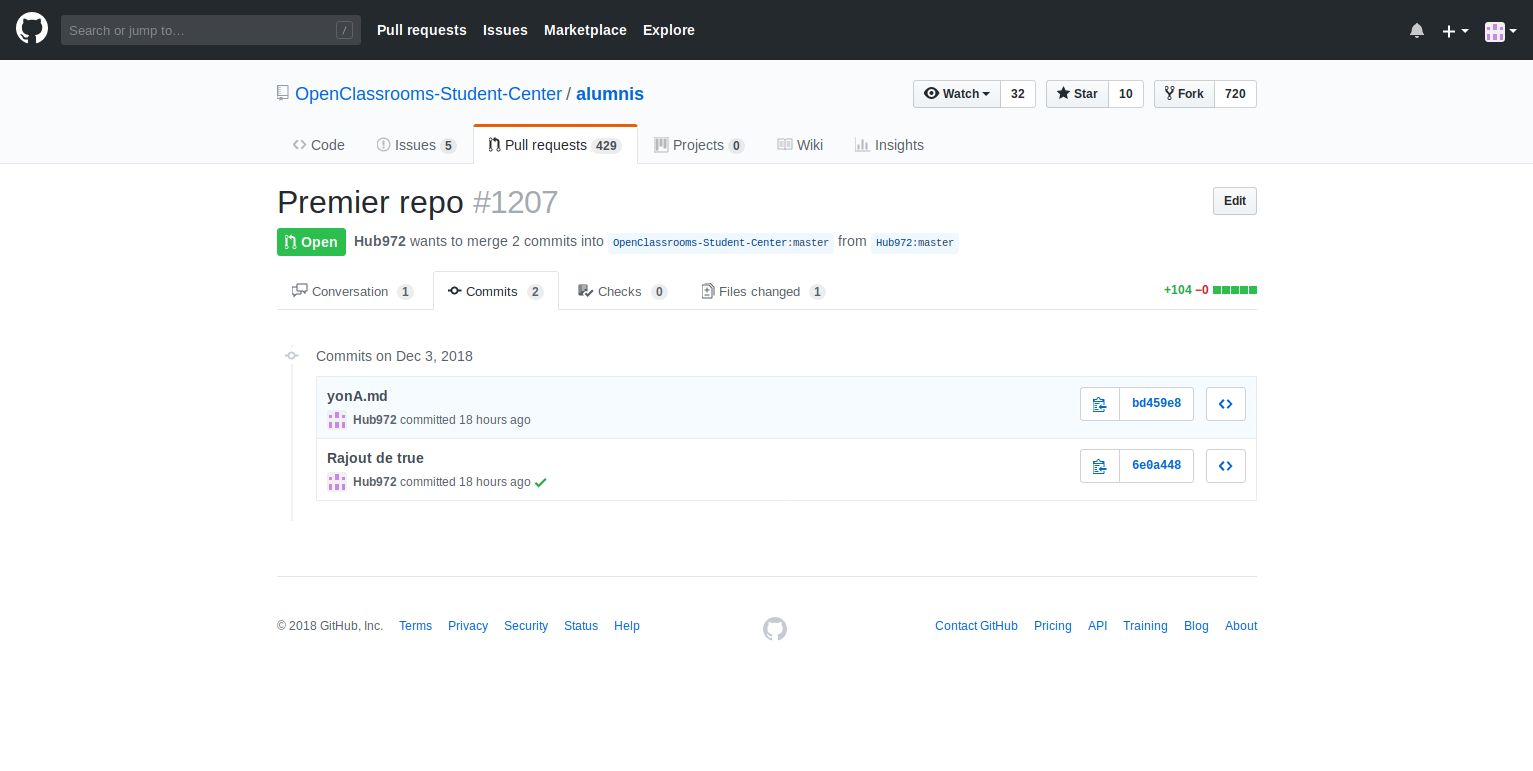 Search or jump to… / Pull requests Issues Marketplace Explore
OpenClassrooms-Student-Center / alumnis Watch 32 Star 10 Fork 720
Code Issues 5 Pull requests 429 Projects 0 Wiki Insights
Premier repo #1207 Edit
Open Hub972 wants to merge 2 commits into OpenClassrooms-Student-Center:master from Hub972:master
Conversation 1 Commits 2 Checks 0 Files changed 1 +104 −0
Commits on Dec 3, 2018
yonA.md bd459e8
Hub972 committed 18 hours ago
Rajout de true 6e0a448
Hub972 committed 18 hours ago
© 2018 GitHub, Inc. Terms Privacy Security Status Help Contact GitHub Pricing API Training Blog About